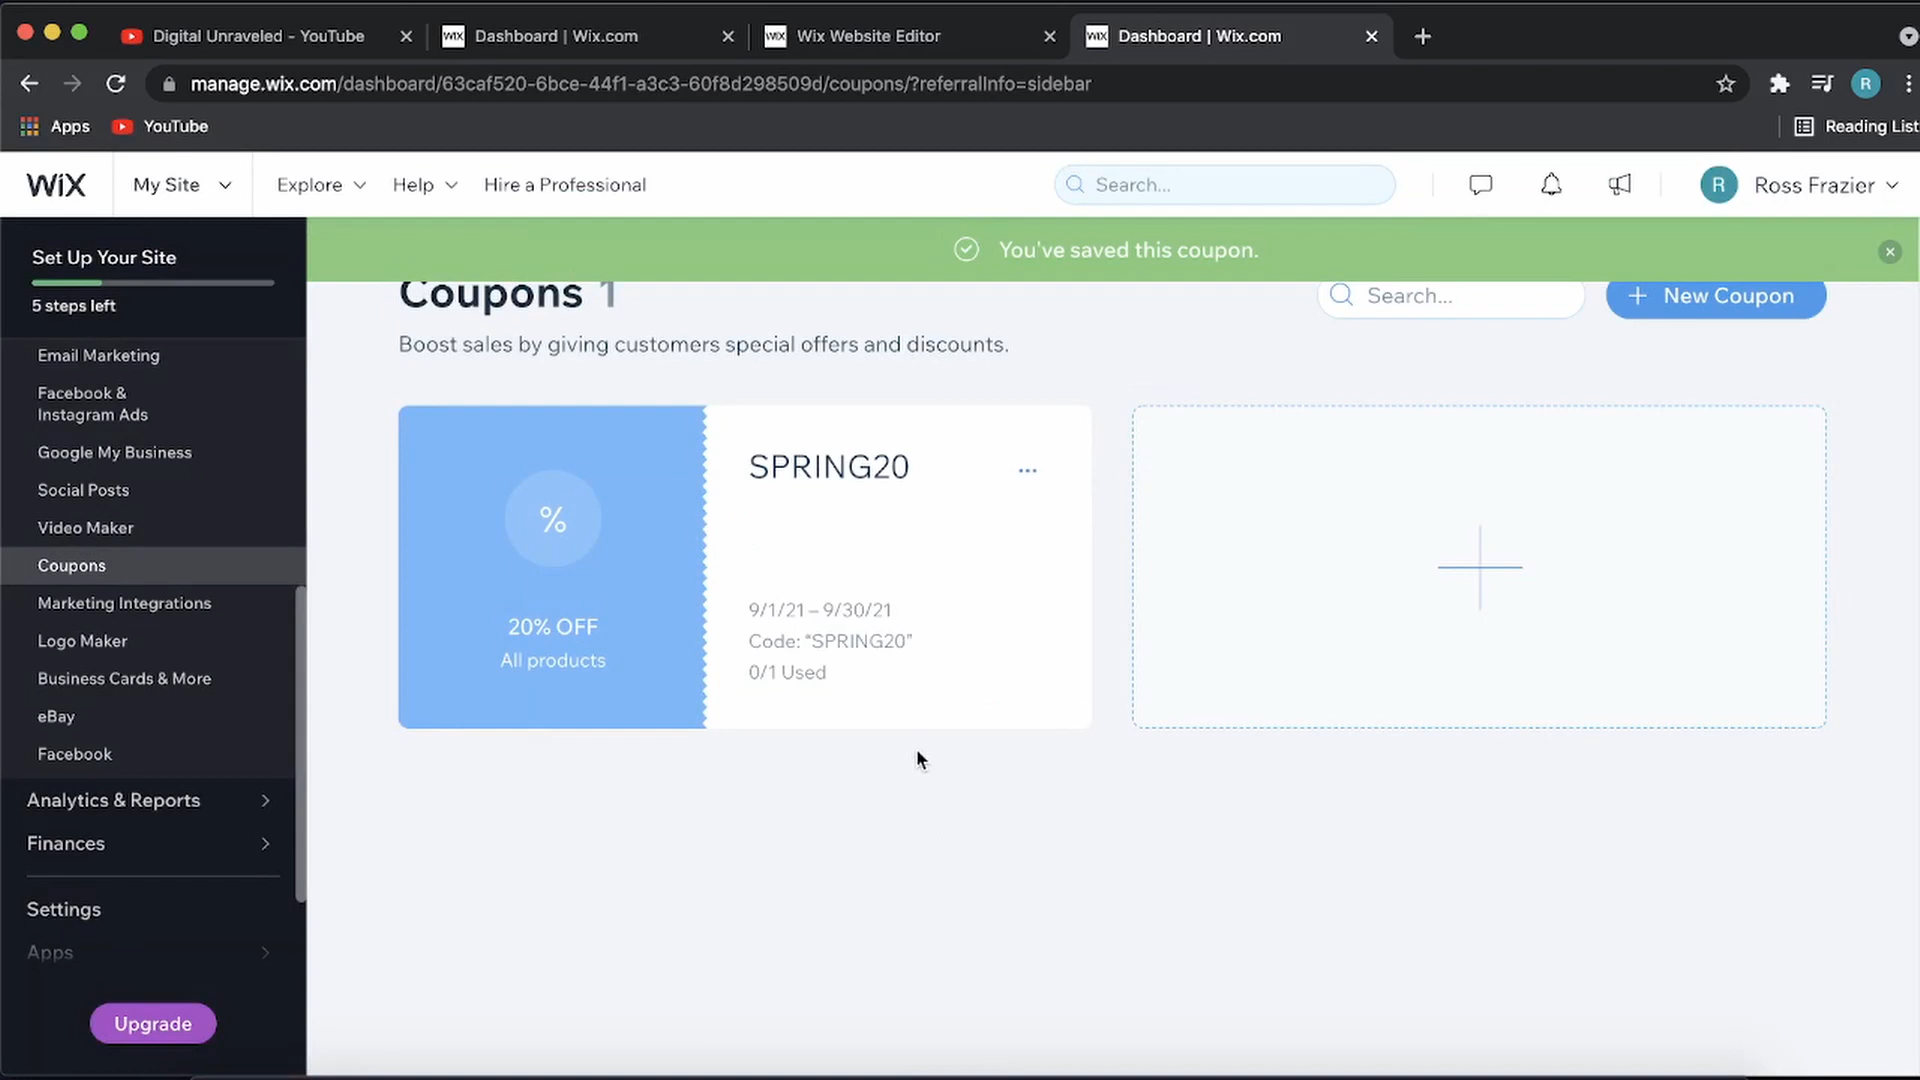 Digital Unraveled - YouTube
WiX Dashboard | Wix.com
WiX Wix Website Editor
WiX Dashboard | Wix.com
manage.wix.com/dashboard/63caf520-6bce-44f1-a3c3-60f8d298509d/coupons/?referralInfo=sidebar
R
Apps YouTube
Reading List
WiX My Site Explore Help Hire a Professional Search... R Ross Frazier
You've saved this coupon.
Set Up Your Site
5 steps left
Email Marketing
Facebook &
Instagram Ads
Google My Business
Social Posts
Video Maker
Coupons
Marketing Integrations
Logo Maker
Business Cards & More
eBay
Facebook
Analytics & Reports
Finances
Settings
Apps
Upgrade
Coupons 1
Search...
+ New Coupon
Boost sales by giving customers special offers and discounts.
%
20% OFF
All products
SPRING20
...
9/1/21 – 9/30/21
Code: “SPRING20”
0/1 Used